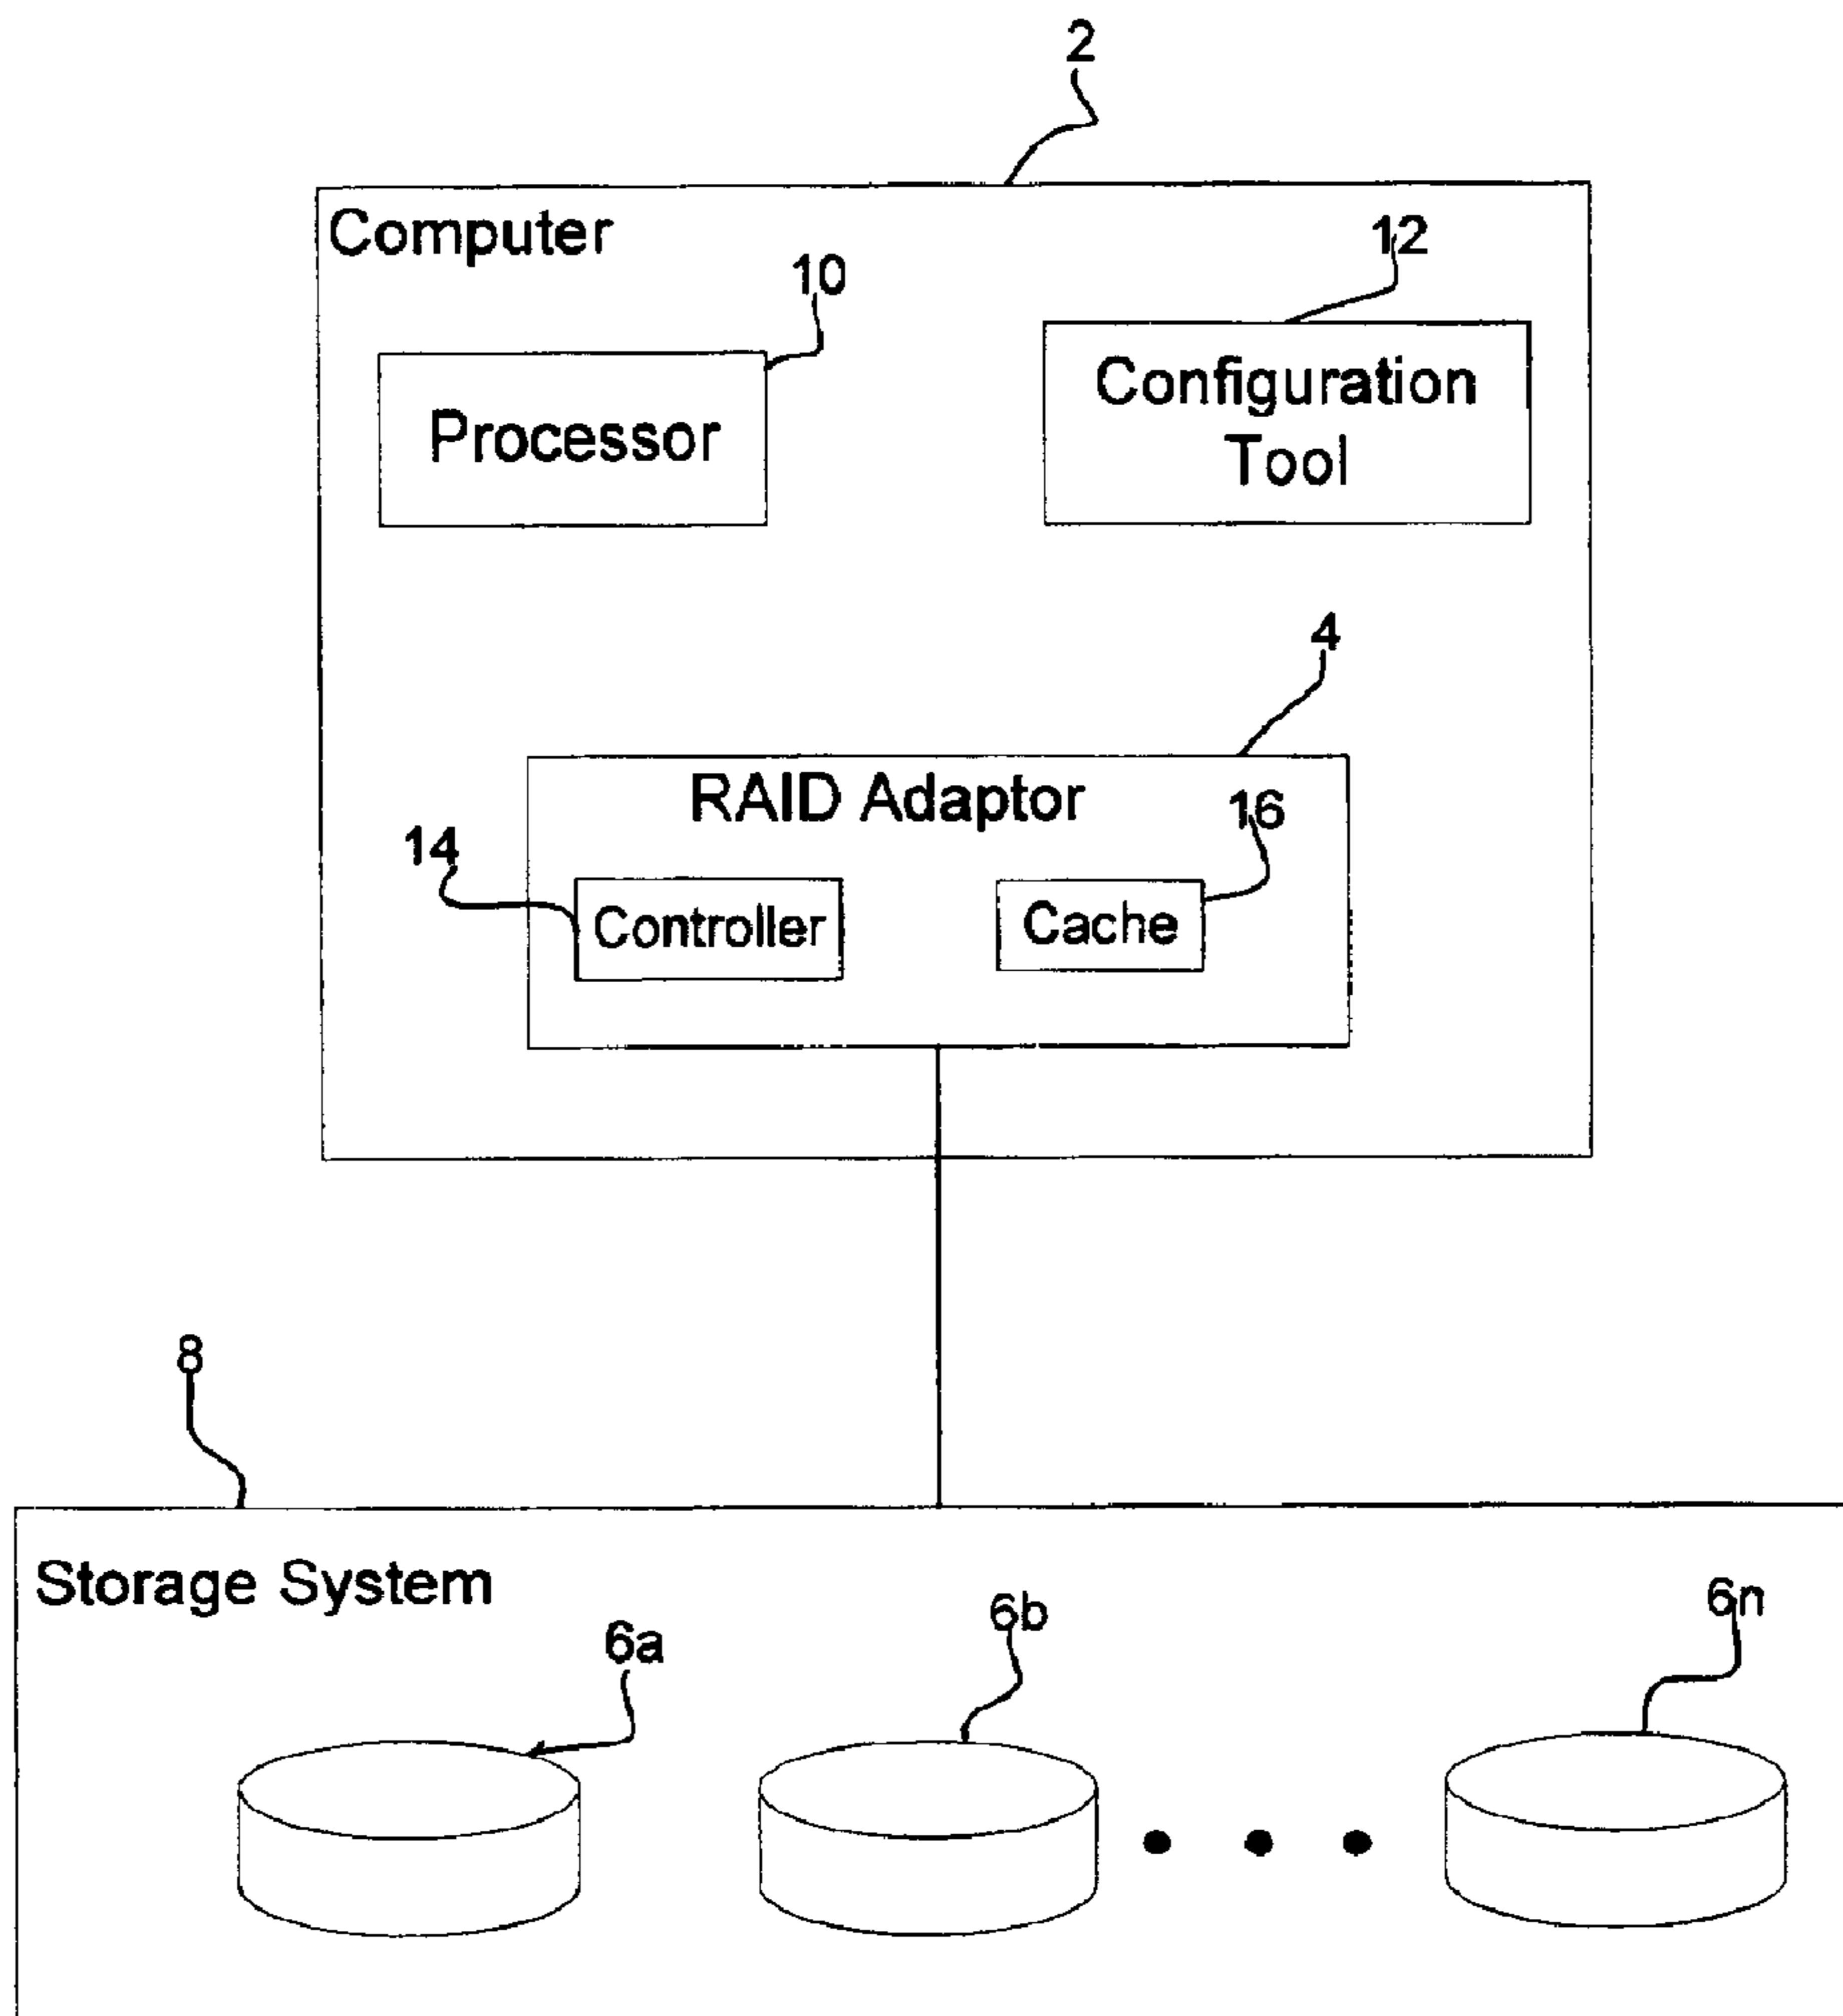 2
Computer
12
10
Configuration
Tool
Processor
4
RAID Adaptor
16
14
Controller
Cache
8
Storage System
6a
6b
6n